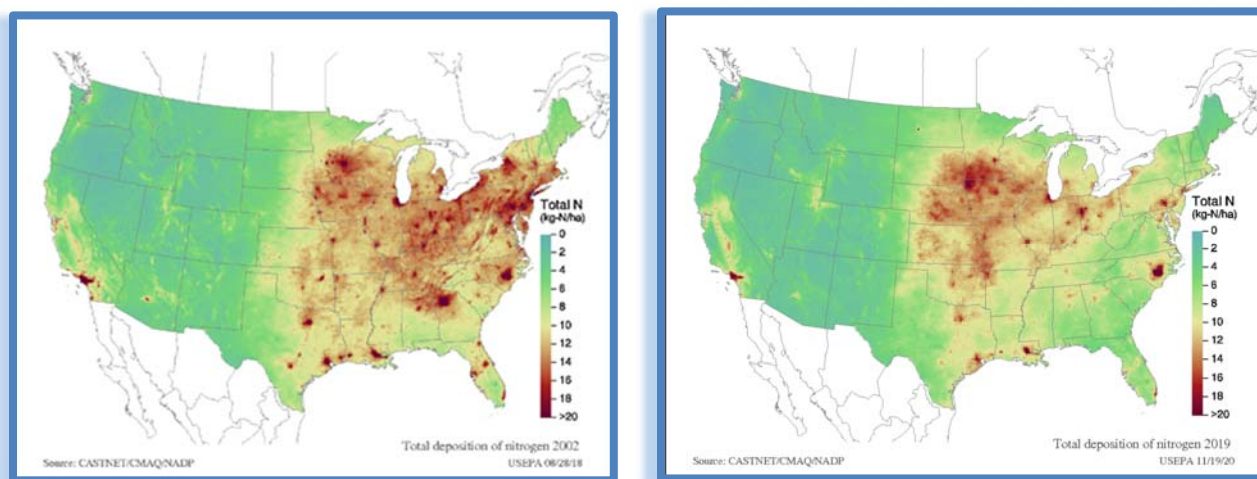 Total N
(kg-N/ha)
0
2
4
6
8
10
12
14
16
18
>20
Total deposition of nitrogen 2002
Source: CASTNET/CMAQ/NADP
USEPA 08/28/18
Total N
(kg-N/ha)
0
2
4
6
8
10
12
14
16
18
>20
Total deposition of nitrogen 2019
Source: CASTNET/CMAQ/NADP
USEPA 11/19/20